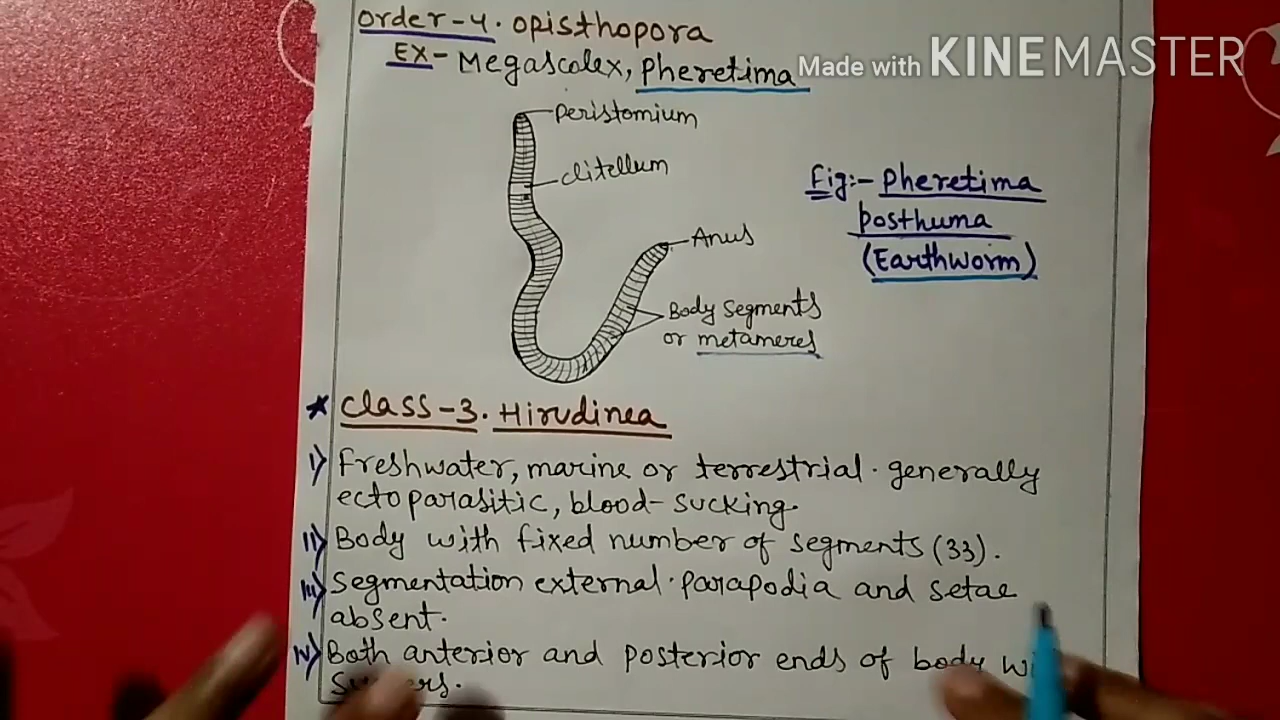 Order-4. Opisthopora
EX- Megascolex, Pheretima
Made with KINEMASTER
Peristomium
Clitellum
Fig:- Pheretima
posthuma
(Earthworm)
Anus
Body segments
or metameres
* Class-3. Hirudinea
I) Freshwater, marine or terrestrial. generally
ectoparasitic, blood-sucking.
II) Body with fixed number of segments (33).
III) Segmentation external. parapodia and setae
absent.
IV) Both anterior and posterior ends of body